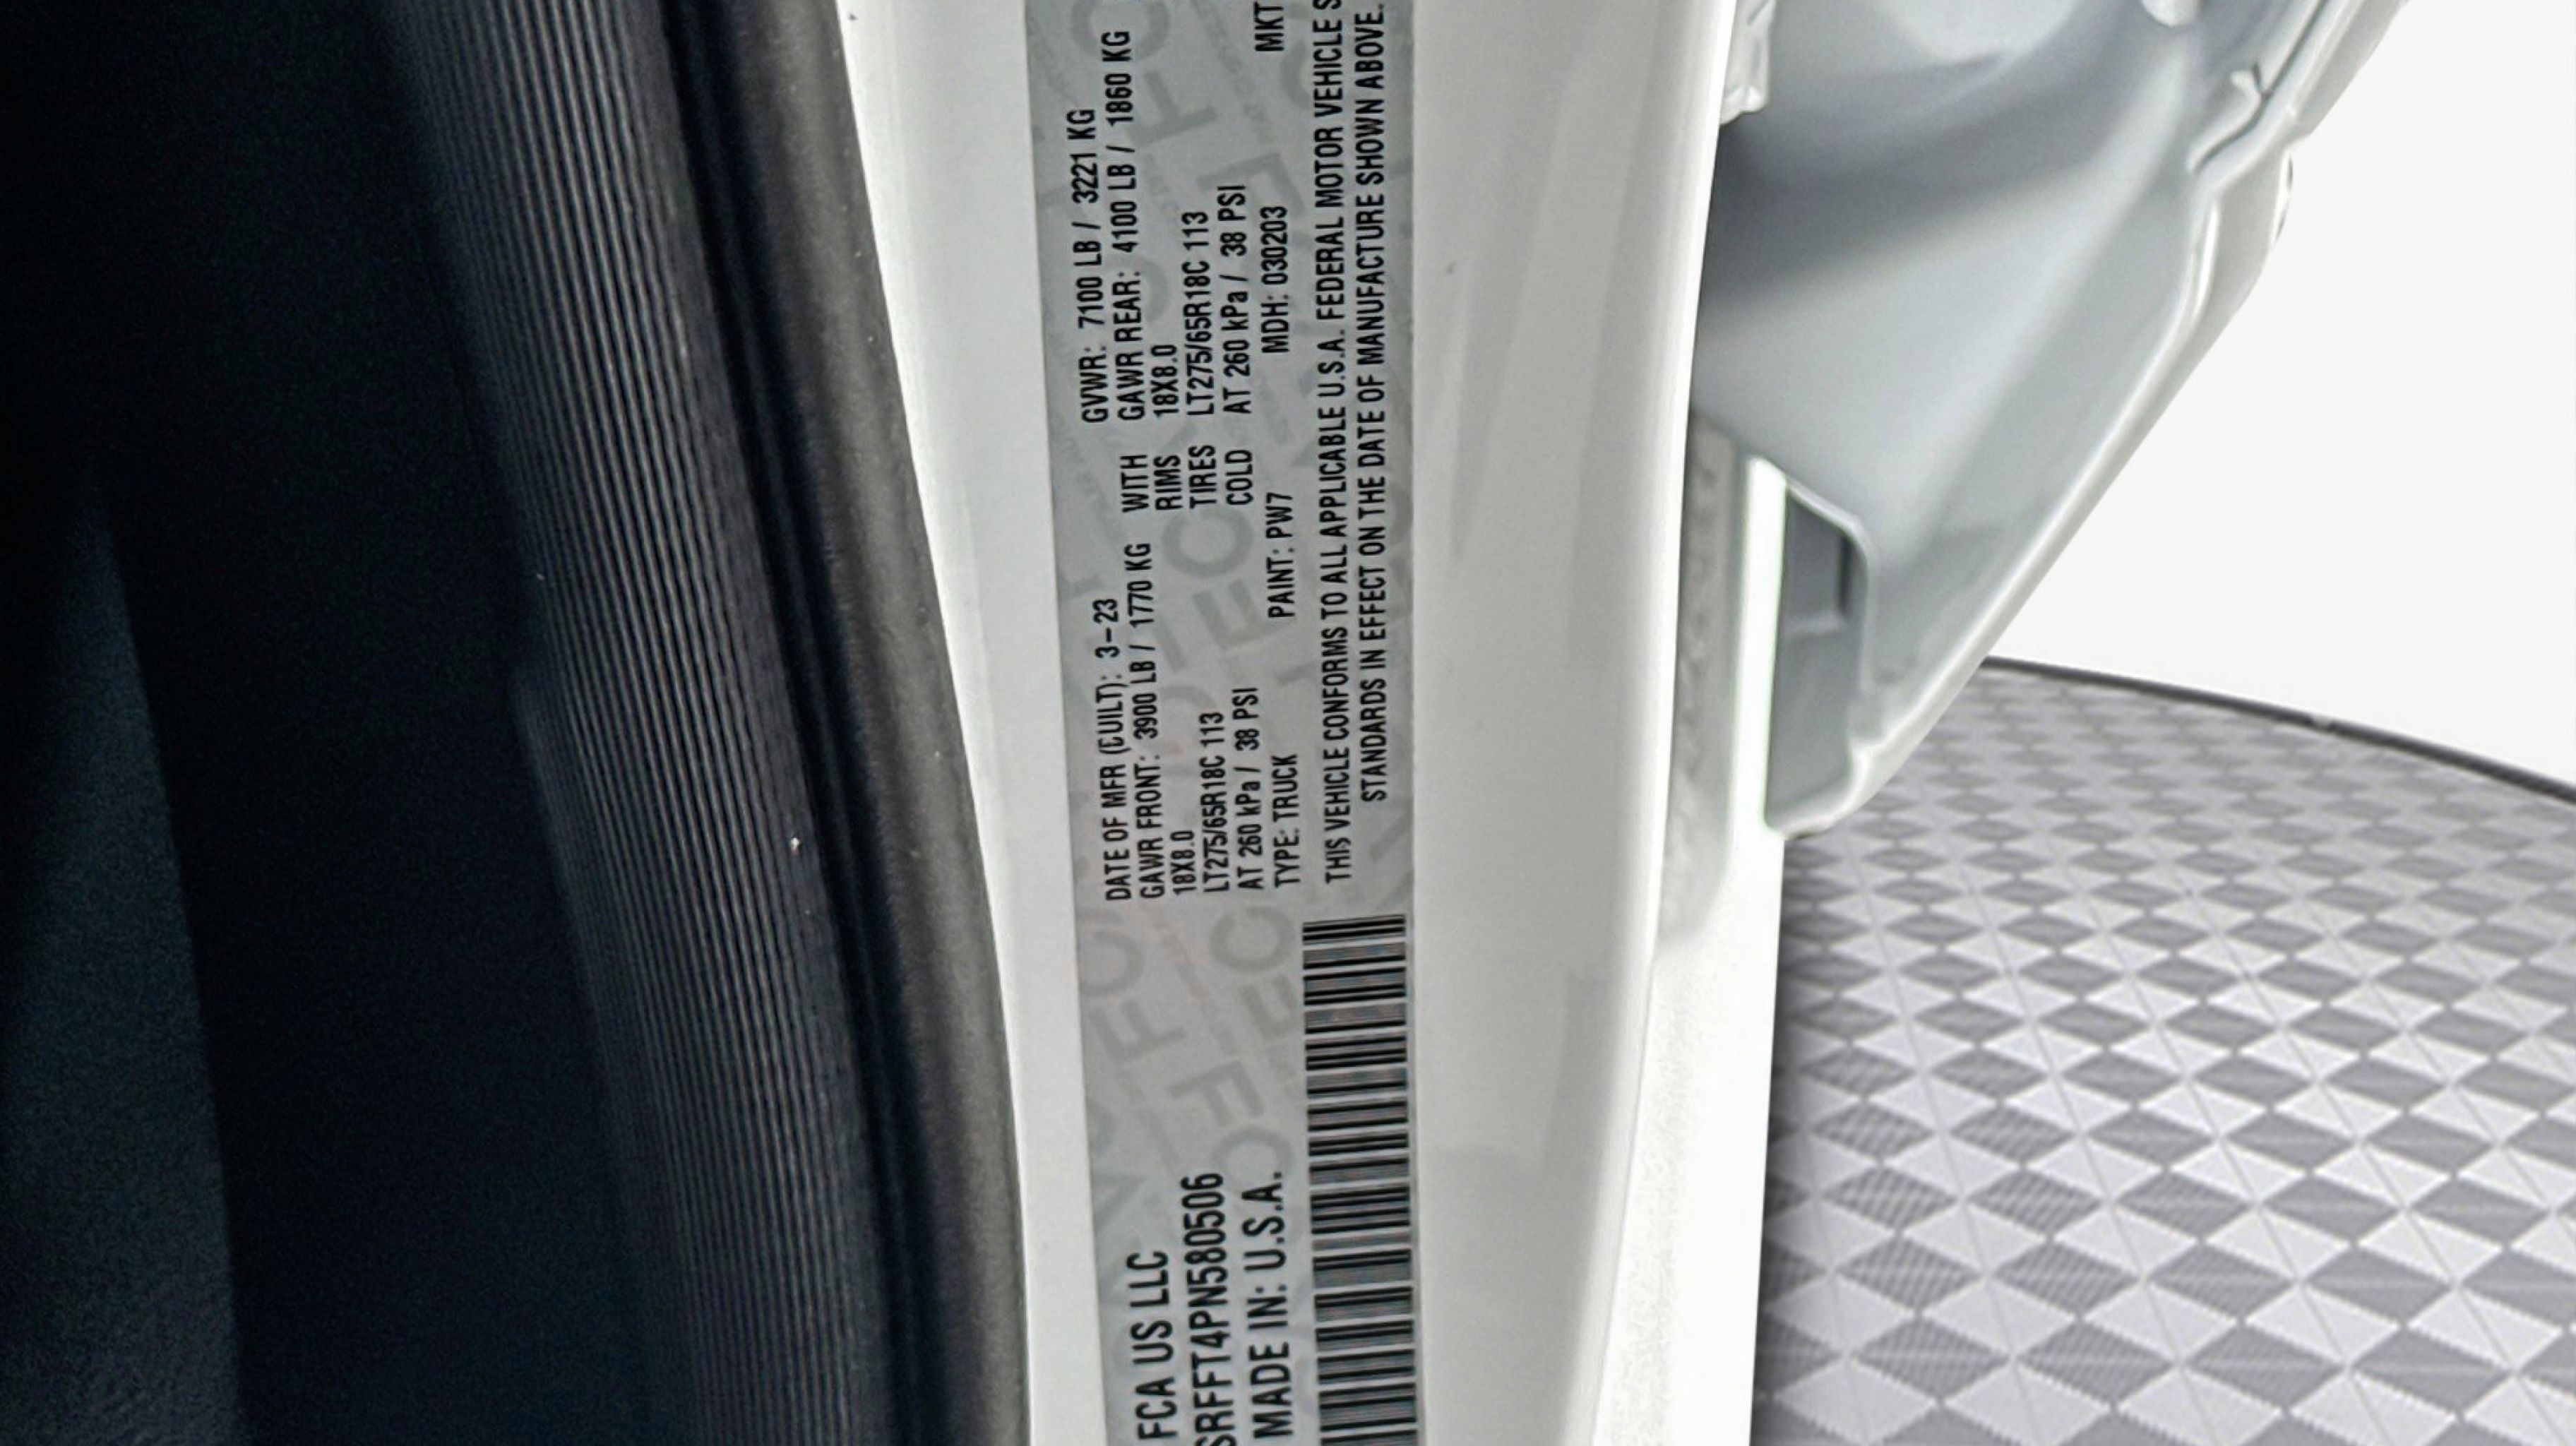 FCA US LLC
SRFFT4PN580506
MADE IN: U.S.A.
DATE OF MFR (CUILT): 3-23 GVWR: 7100 LB / 3221 KG
GAWR FRONT: 3900 LB / 1770 KG WITH GAWR REAR: 4100 LB / 1860 KG
18X8.0 RIMS 18X8.0
LT275/65R18C 113 TIRES LT275/65R18C 113
AT 260 kPa / 38 PSI COLD AT 260 kPa / 38 PSI
TYPE: TRUCK PAINT: PW7 MDH: 030203 MKT
THIS VEHICLE CONFORMS TO ALL APPLICABLE U.S.A. FEDERAL MOTOR VEHICLE S
STANDARDS IN EFFECT ON THE DATE OF MANUFACTURE SHOWN ABOVE.